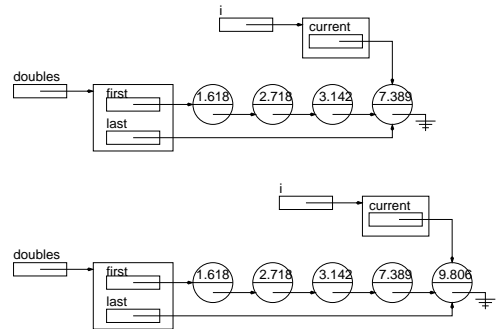 i
current
doubles
first
1.618 2.718 3.142 7.389
last
i
current
doubles
first
1.618 2.718 3.142 7.389 9.806
last